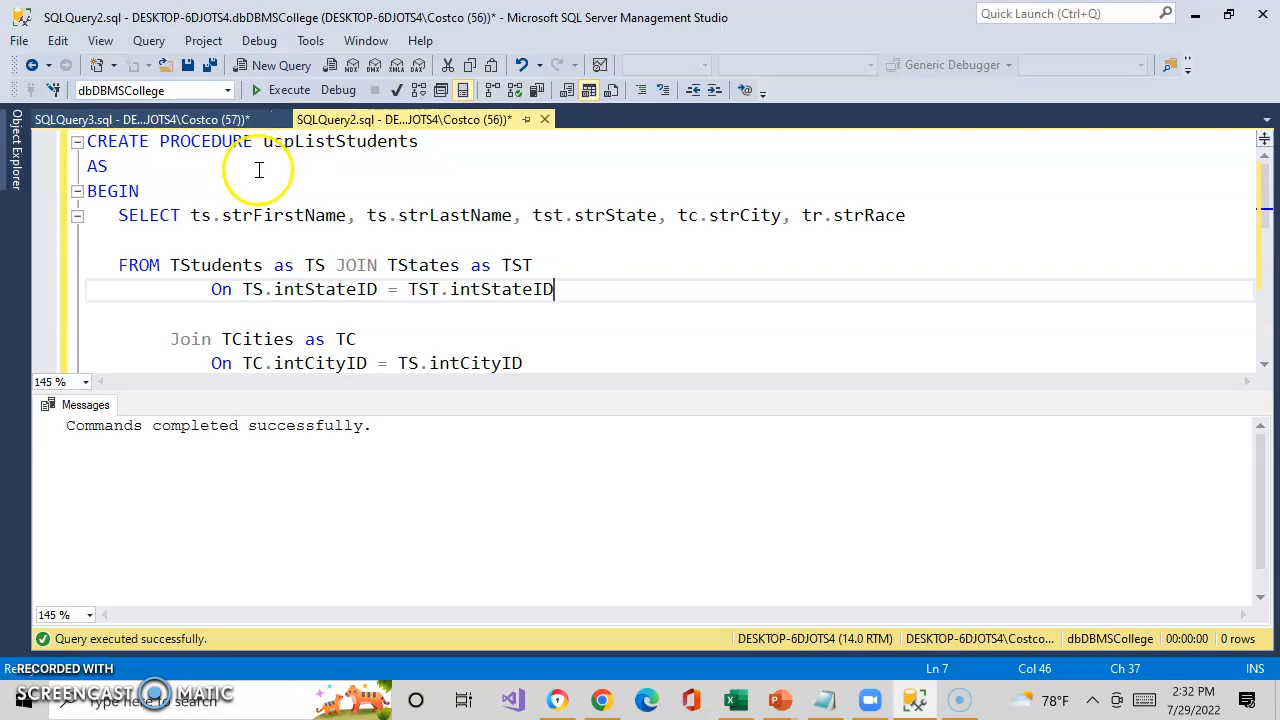 SQLQuery2.sql - DESKTOP-6DJOTS4.dbDBMSCollege (DESKTOP-6DJOTS4\Costco (56))* - Microsoft SQL Server Management Studio
Quick Launch (Ctrl+Q)
File Edit View Query Project Debug Tools Window Help
New Query
Generic Debugger
dbDBMSCollege
Execute
Debug
SQLQuery3.sql - DE...JOTS4\Costco (57))*
SQLQuery2.sql - DE...JOTS4\Costco (56))*
Object Explorer
CREATE PROCEDURE uspListStudents
AS
BEGIN
SELECT ts.strFirstName, ts.strLastName, tst.strState, tc.strCity, tr.strRace
FROM TStudents as TS JOIN TStates as TST
On TS.intStateID = TST.intStateID
Join TCities as TC
On TC.intCityID = TS.intCityID
145 %
Messages
Commands completed successfully.
145 %
Query executed successfully.
DESKTOP-6DJOTS4 (14.0 RTM)
DESKTOP-6DJOTS4\Costco...
dbDBMSCollege
00:00:00
0 rows
RECORDED WITH
Ln 7
Col 46
Ch 37
INS
SCREENCAST MATIC
Type here to search
78°F
2:32 PM
7/29/2022